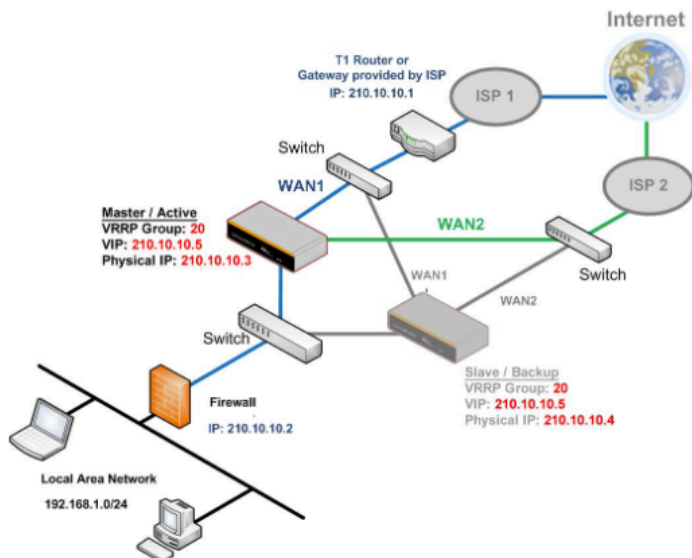 Internet
T1 Router or
Gateway provided by ISP
IP: 210.10.10.1
ISP 1
Switch
WAN1
ISP 2
Master / Active
VRRP Group: 20
VIP: 210.10.10.5
Physical IP: 210.10.10.3
WAN2
Switch
WAN1
WAN2
Switch
Slave / Backup
VRRP Group: 20
VIP: 210.10.10.5
Physical IP: 210.10.10.4
Firewall
IP: 210.10.10.2
Local Area Network
192.168.1.0/24